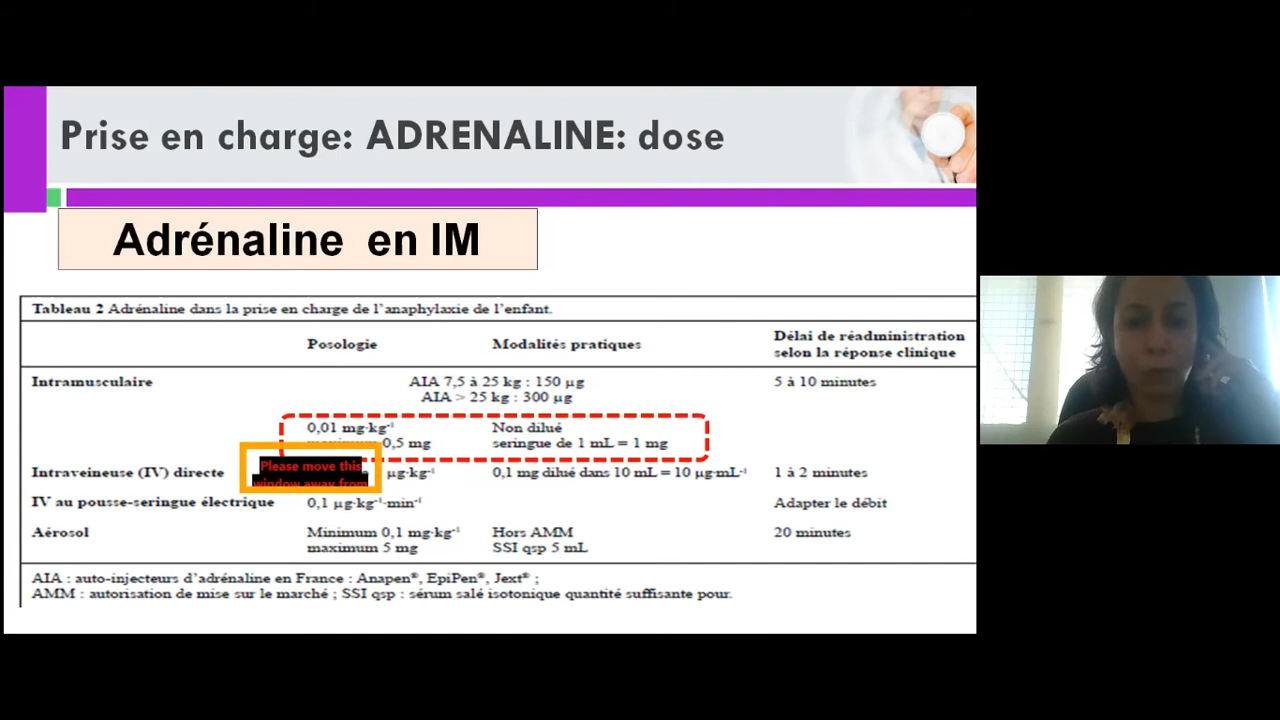 Prise en charge: ADRENALINE: dose
Adrénaline en IM
Tableau 2 Adrénaline dans la prise en charge de l'anaphylaxie de l'enfant.
Posologie Modalités pratiques Délai de réadministration
selon la réponse clinique
Intramusculaire AIA 7,5 à 25 kg : 150 µg 5 à 10 minutes
AIA > 25 kg : 300 µg
0,01 mg·kg⁻¹ Non dilué
0,5 mg seringue de 1 mL = 1 mg
Please move this
window away from
Intraveineuse (IV) directe µg·kg⁻¹ 0,1 mg dilué dans 10 mL = 10 µg·mL⁻¹ 1 à 2 minutes
IV au pousse-seringue électrique 0,1 µg·kg⁻¹·min⁻¹ Adapter le débit
Aérosol Minimum 0,1 mg·kg⁻¹ Hors AMM 20 minutes
maximum 5 mg SSI qsp 5 mL
AIA : auto-injecteurs d'adrénaline en France : Anapen®, EpiPen®, Jext® ;
AMM : autorisation de mise sur le marché ; SSI qsp : sérum salé isotonique quantité suffisante pour.